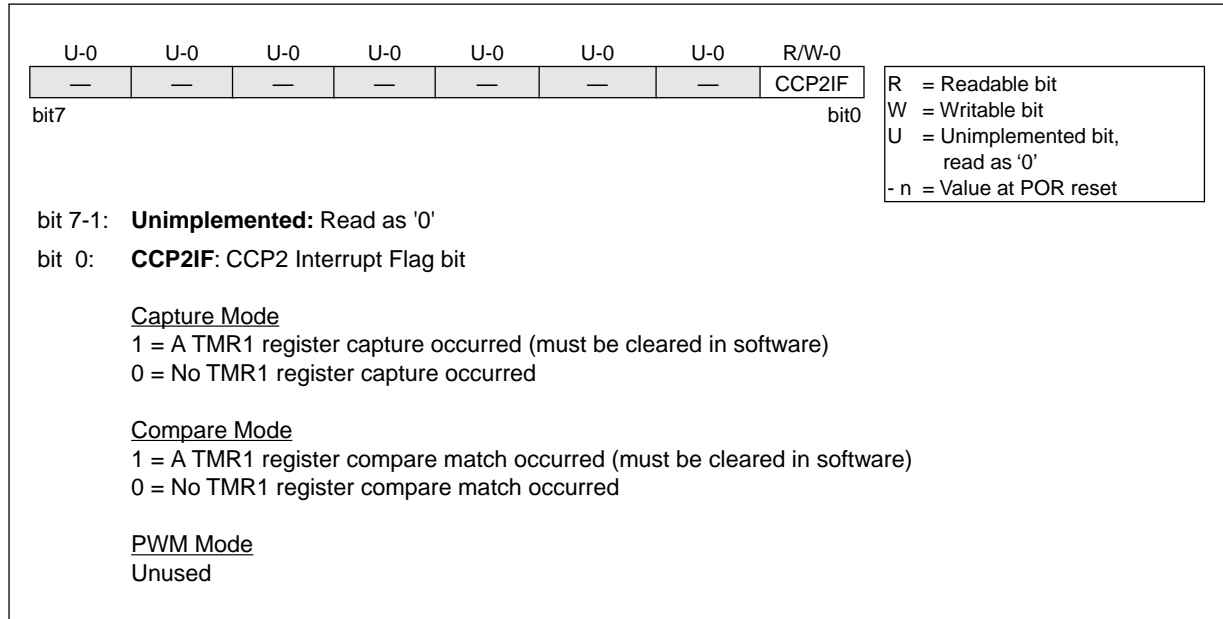 U-0 U-0 U-0 U-0 U-0 U-0 U-0 R/W-0
— — — — — — — CCP2IF
bit7 bit0
R = Readable bit
W = Writable bit
U = Unimplemented bit,
read as ‘0’
- n = Value at POR reset
bit 7-1: Unimplemented: Read as '0'
bit 0: CCP2IF: CCP2 Interrupt Flag bit
Capture Mode
1 = A TMR1 register capture occurred (must be cleared in software)
0 = No TMR1 register capture occurred
Compare Mode
1 = A TMR1 register compare match occurred (must be cleared in software)
0 = No TMR1 register compare match occurred
PWM Mode
Unused